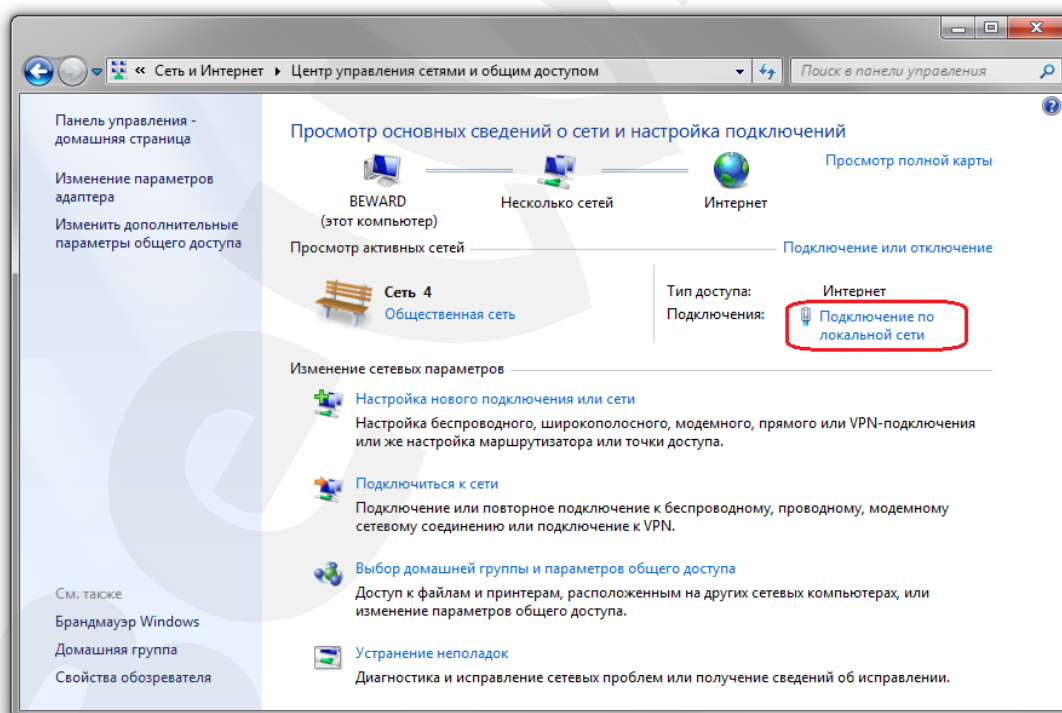 « Сеть и Интернет ▸ Центр управления сетями и общим доступом
Поиск в панели управления
Панель управления -
домашняя страница
Изменение параметров
адаптера
Изменить дополнительные
параметры общего доступа
Просмотр основных сведений о сети и настройка подключений
Просмотр полной карты
BEWARD
(этот компьютер)
Несколько сетей
Интернет
Просмотр активных сетей
Подключение или отключение
Сеть 4
Общественная сеть
Тип доступа: Интернет
Подключения: Подключение по
локальной сети
Изменение сетевых параметров
Настройка нового подключения или сети
Настройка беспроводного, широкополосного, модемного, прямого или VPN-подключения
или же настройка маршрутизатора или точки доступа.
Подключиться к сети
Подключение или повторное подключение к беспроводному, проводному, модемному
сетевому соединению или подключение к VPN.
Выбор домашней группы и параметров общего доступа
Доступ к файлам и принтерам, расположенным на других сетевых компьютерах, или
изменение параметров общего доступа.
Устранение неполадок
Диагностика и исправление сетевых проблем или получение сведений об исправлении.
См. также
Брандмауэр Windows
Домашняя группа
Свойства обозревателя